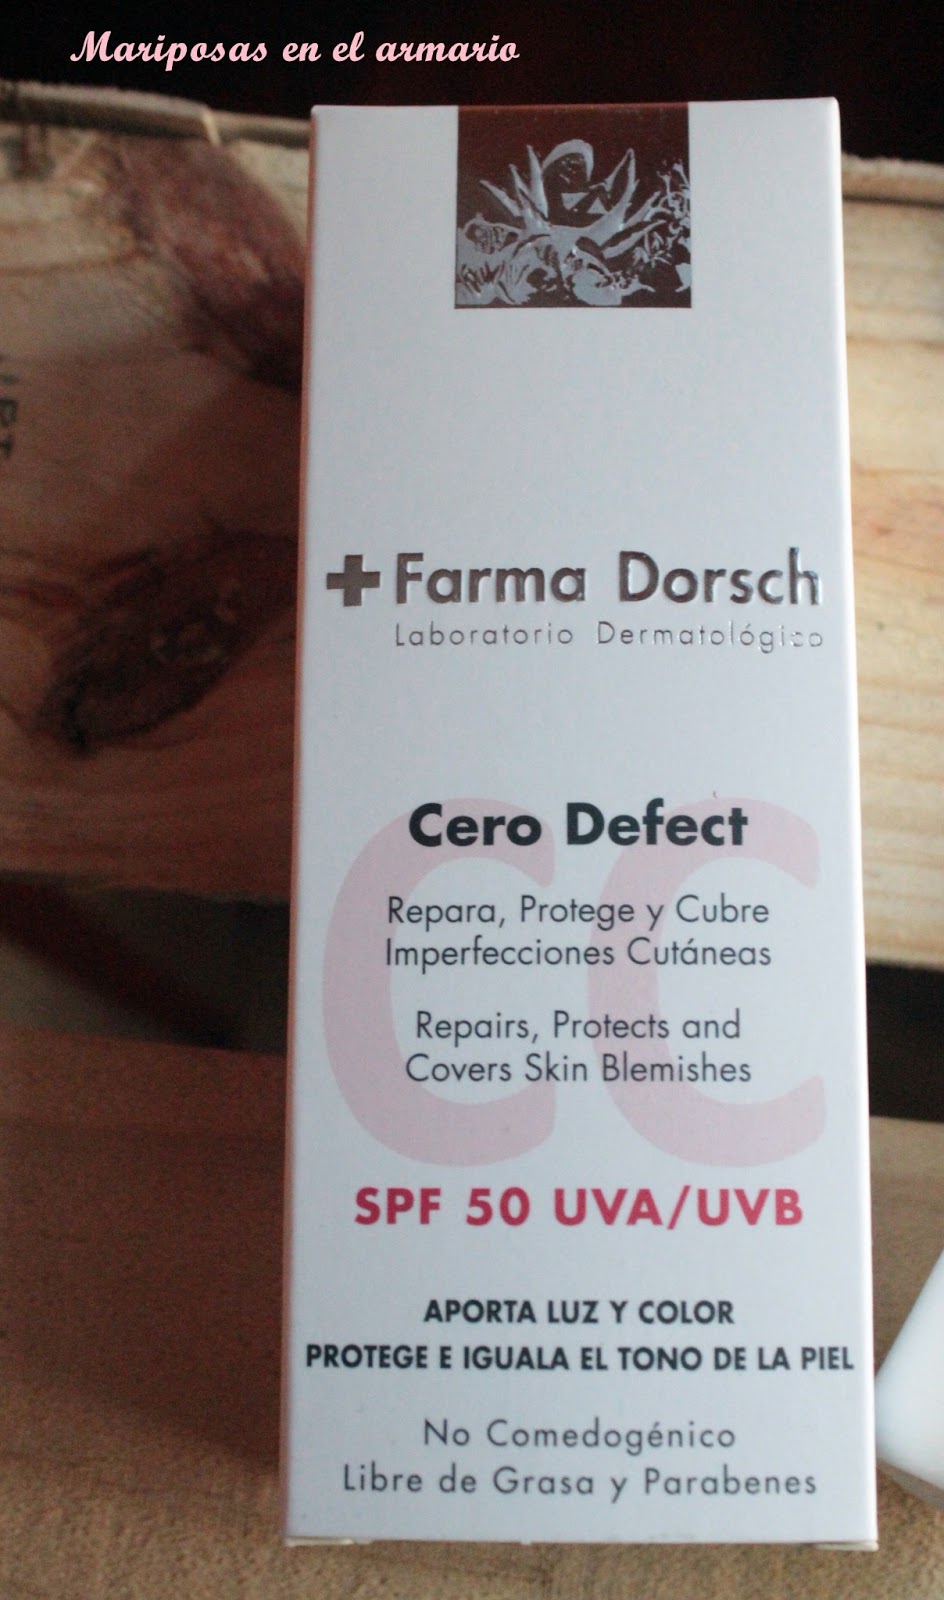 Mariposas en el armario
Farma Dorsch
Laboratorio Dermatológico
CC
Cero Defect
Repara, Protege y Cubre
Imperfecciones Cutáneas
Repairs, Protects and
Covers Skin Blemishes
SPF 50 UVA/UVB
APORTA LUZ Y COLOR
PROTEGE E IGUALA EL TONO DE LA PIEL
No Comedogénico
Libre de Grasa y Parabenes